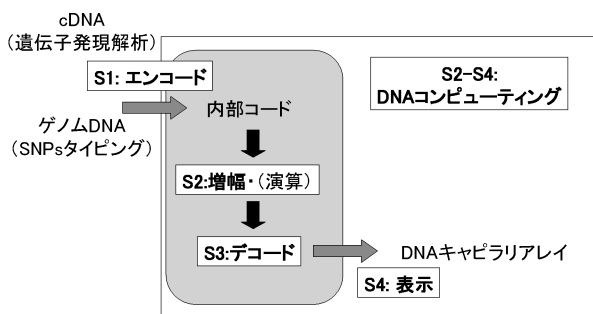 cDNA
（遺伝子発現解析）
S1: エンコード
S2-S4:
DNAコンピューティング
内部コード
ゲノムDNA
（SNPsタイピング）
S2:増幅・（演算）
S3:デコード
DNAキャピラリアレイ
S4: 表示